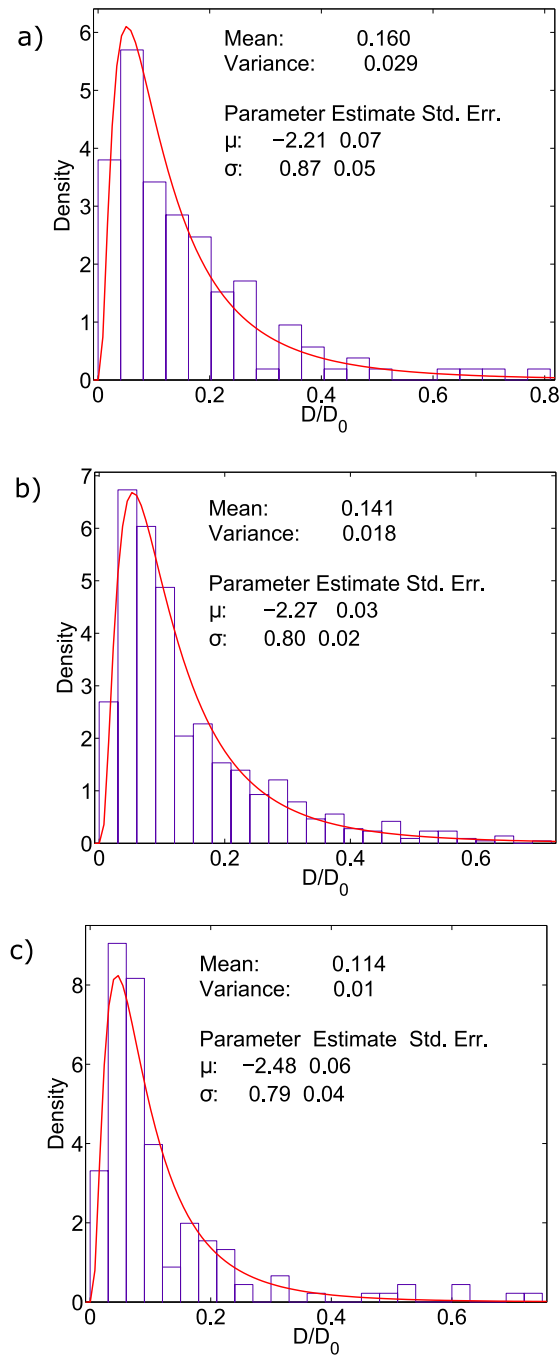 a)
Mean: 0.160
Variance: 0.029
Parameter Estimate Std. Err.
μ: −2.21 0.07
σ: 0.87 0.05
Density
6
5
4
3
2
1
0
0 0.2 0.4 0.6 0.8
D/D0
b)
Mean: 0.141
Variance: 0.018
Parameter Estimate Std. Err.
μ: −2.27 0.03
σ: 0.80 0.02
Density
7
6
5
4
3
2
1
0
0 0.2 0.4 0.6
D/D0
c)
Mean: 0.114
Variance: 0.01
Parameter Estimate Std. Err.
μ: −2.48 0.06
σ: 0.79 0.04
Density
8
6
4
2
0
0 0.2 0.4 0.6
D/D0